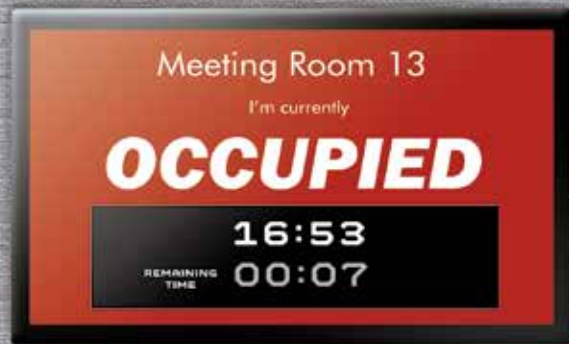 Meeting Room 13
I'm currently
OCCUPIED
16:53
REMAINING
TIME
00:07